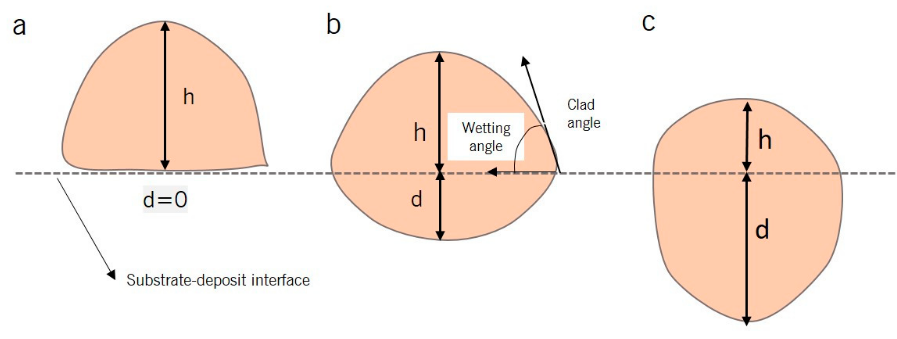 a
b
c
h
d=0
Substrate-deposit interface
h
Wetting
angle
Clad
angle
d
h
d